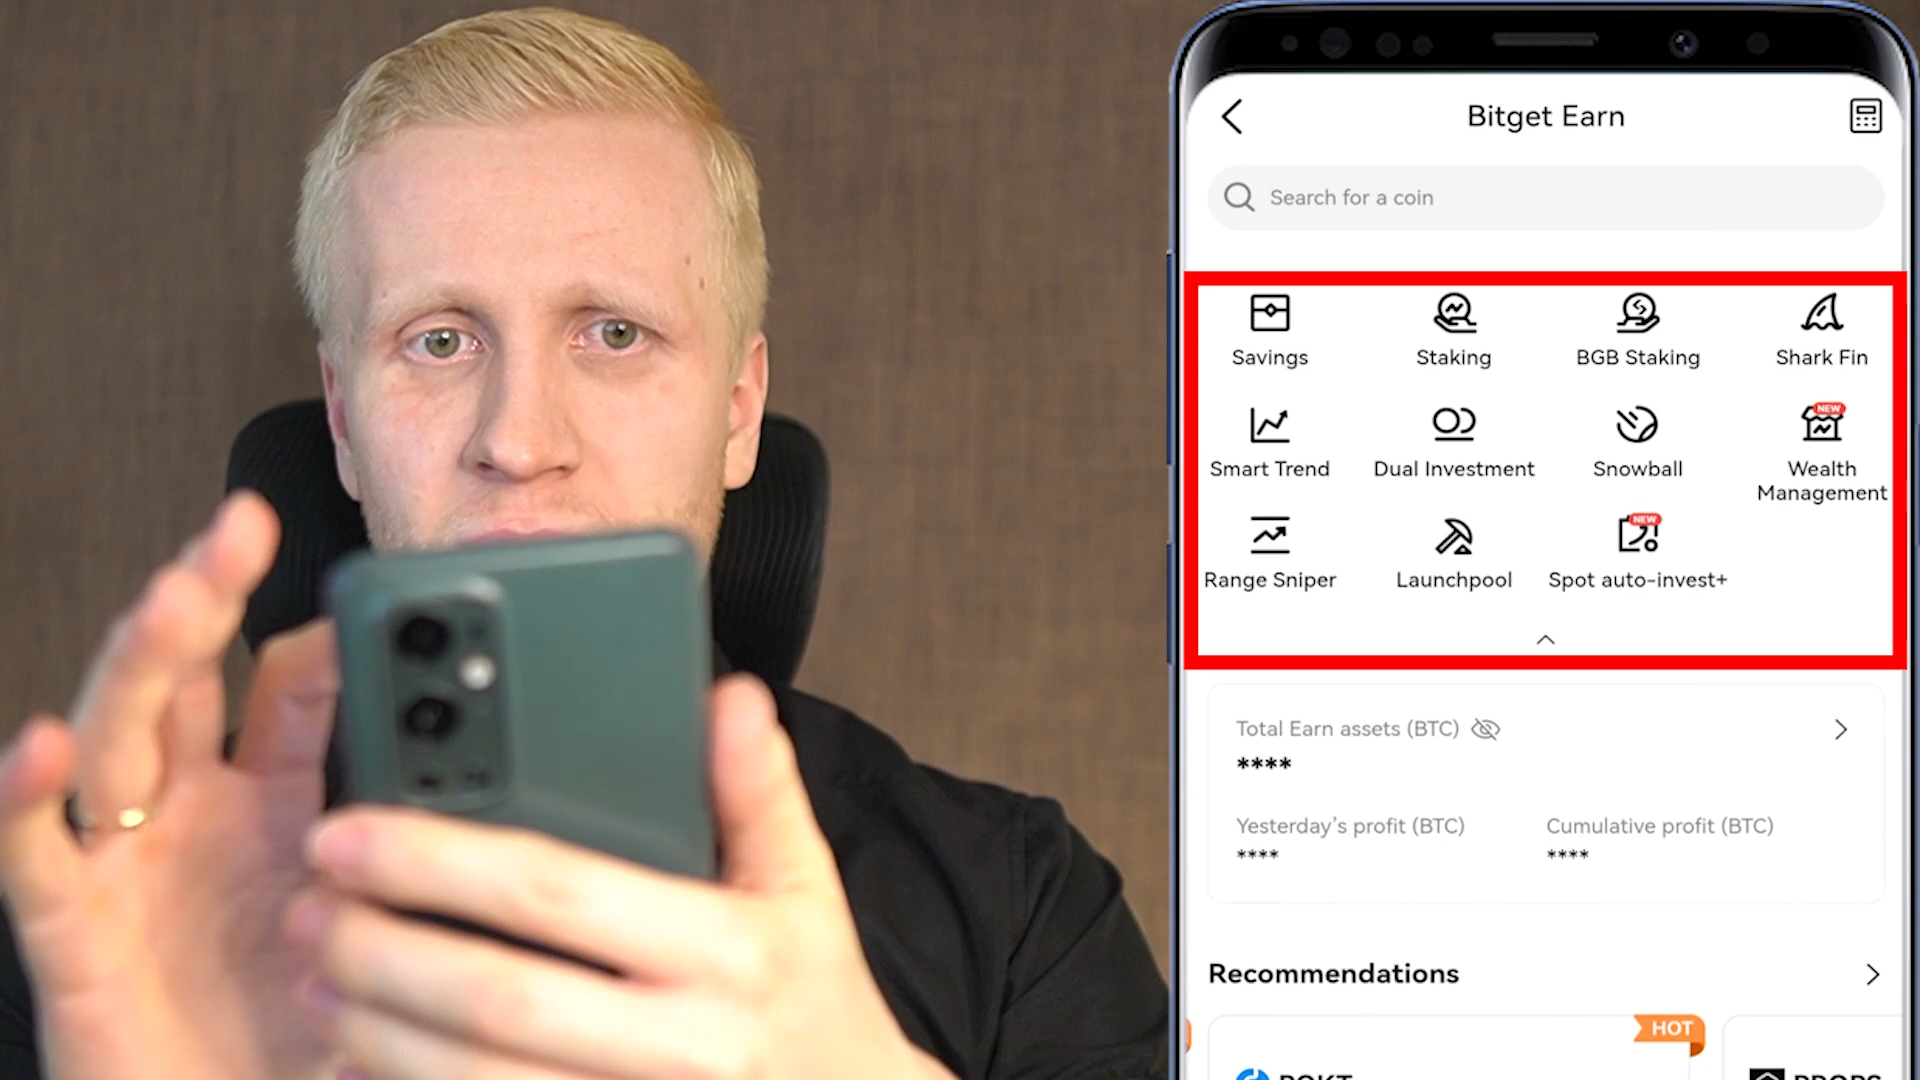 Bitget Earn
Search for a coin
Savings
Staking
BGB Staking
Shark Fin
NEW
Smart Trend
Dual Investment
Snowball
Wealth
Management
NEW
Range Sniper
Launchpool
Spot auto-invest+
Total Earn assets (BTC)
****
Yesterday's profit (BTC)
Cumulative profit (BTC)
****
****
Recommendations
HOT